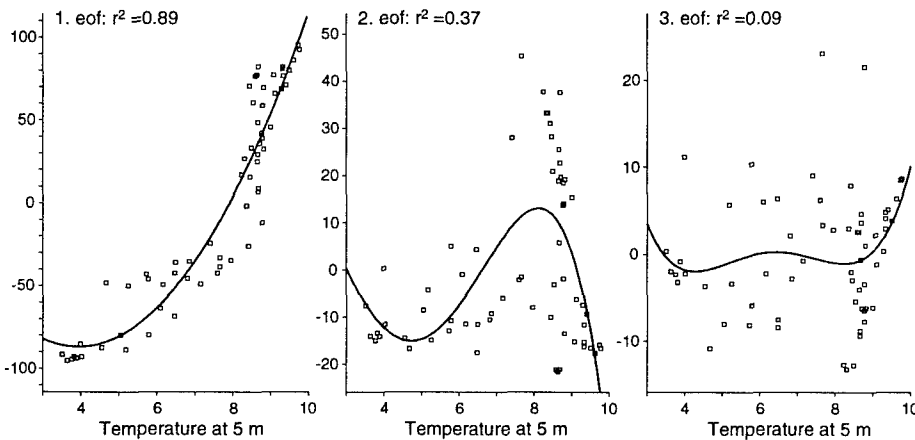 1. eof: r² =0.89
100
50
0
-50
-100
4 6 8 10
Temperature at 5 m
2. eof: r² =0.37
50
40
30
20
10
0
-10
-20
4 6 8 10
Temperature at 5 m
3. eof: r² =0.09
20
10
0
-10
4 6 8 10
Temperature at 5 m